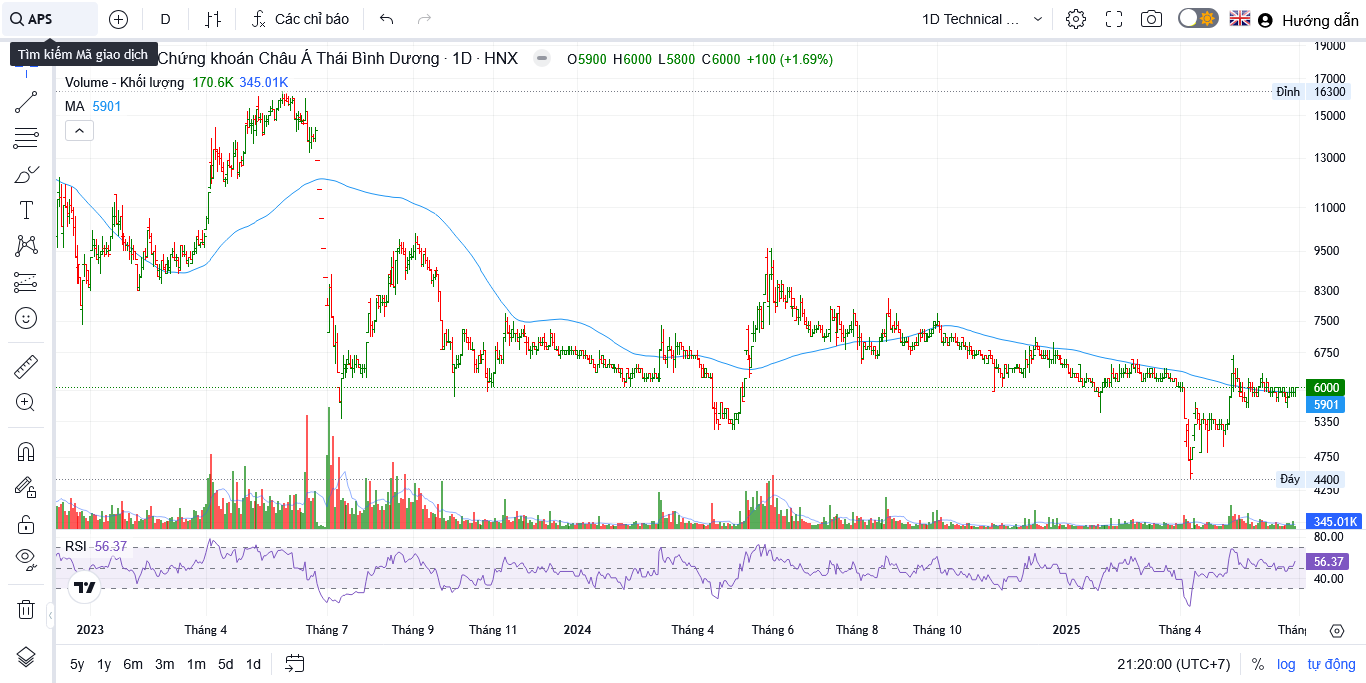 APS
D
Các chỉ báo
1D Technical ...
Hướng dẫn
Tìm kiếm Mã giao dịch
Chứng khoán Châu Á Thái Bình Dương · 1D · HNX
O5900 H6000 L5800 C6000 +100 (+1.69%)
Volume - Khối lượng 170.6K 345.01K
MA 5901
19000
17000
Đỉnh 16300
15000
13000
11000
9500
8300
7500
6750
6000
5901
5350
4750
Đáy 4400
4250
345.01K
RSI 56.37
80.00
56.37
40.00
2023 Tháng 4 Tháng 7 Tháng 9 Tháng 11 2024 Tháng 4 Tháng 6 Tháng 8 Tháng 10 2025 Tháng 4 Tháng
5y 1y 6m 3m 1m 5d 1d
21:20:00 (UTC+7) % log tự động